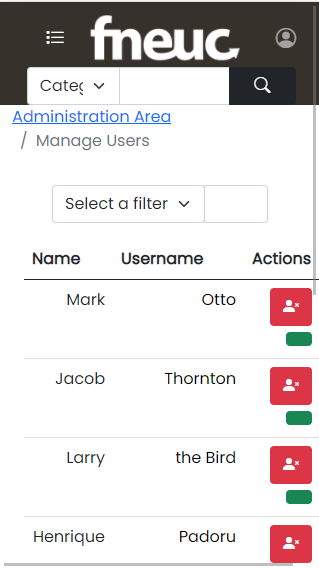 fneuc
Categ
Administration Area
/ Manage Users
Select a filter
Name Username Actions
Mark Otto
Jacob Thornton
Larry the Bird
Henrique Padoru